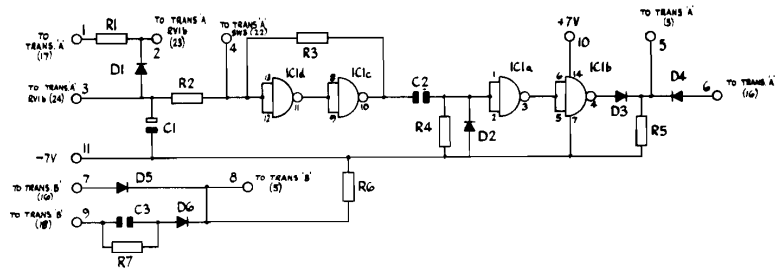 1
R1
TO TRANS 'A'
RV1b
(23)
TO
TRANS. 'A'
(17)
2
D1
TO TRANS 'A'
SW3 (22)
4
R3
TO TRANS 'A'
RV1b (24)
3
R2
13
12
IC1d
11
8
9
IC1c
10
C1
C2
R4
D2
1
2
IC1a
3
+7V
10
6
5
14
IC1b
4
7
TO TRANS 'A'
(5)
5
D3
D4
6
TO TRANS 'A'
(16)
R5
-7V
11
TO TRANS 'B'
(16)
7
D5
8
TO TRANS 'B'
(5)
TO TRANS 'B'
(18)
9
C3
D6
R6
R7